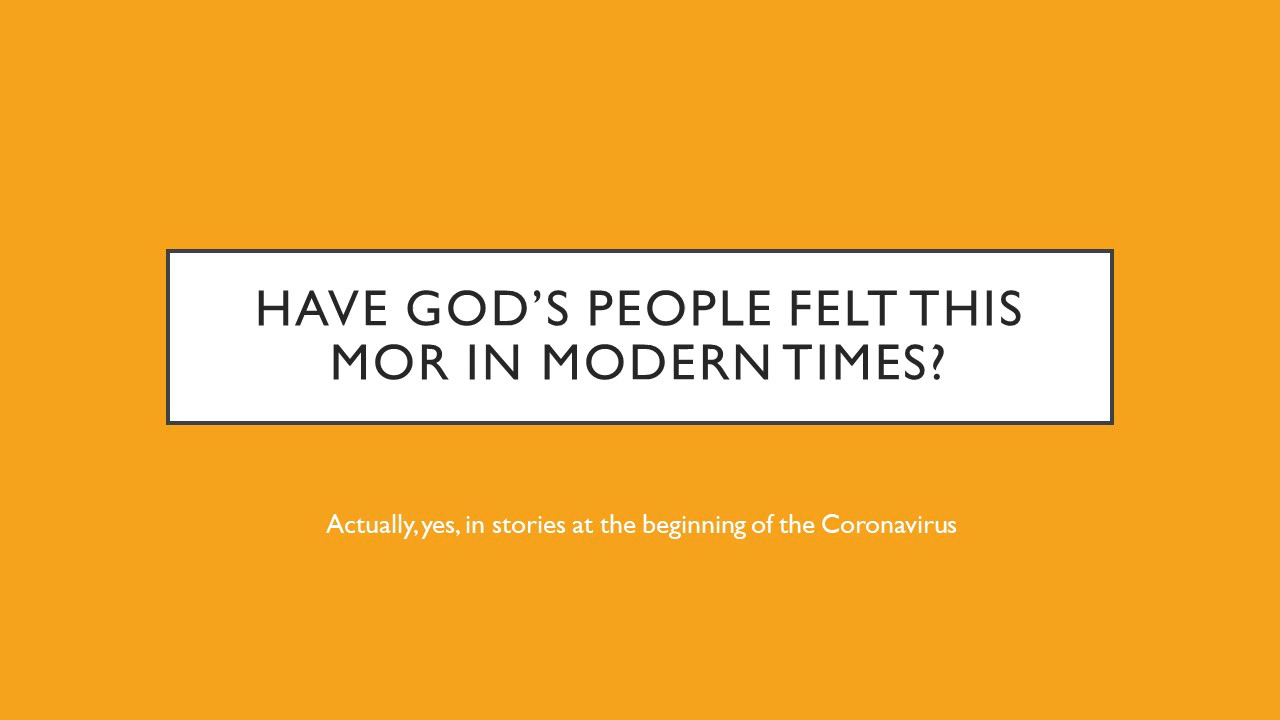 HAVE GOD’S PEOPLE FELT THIS
MOR IN MODERN TIMES?
Actually, yes, in stories at the beginning of the Coronavirus